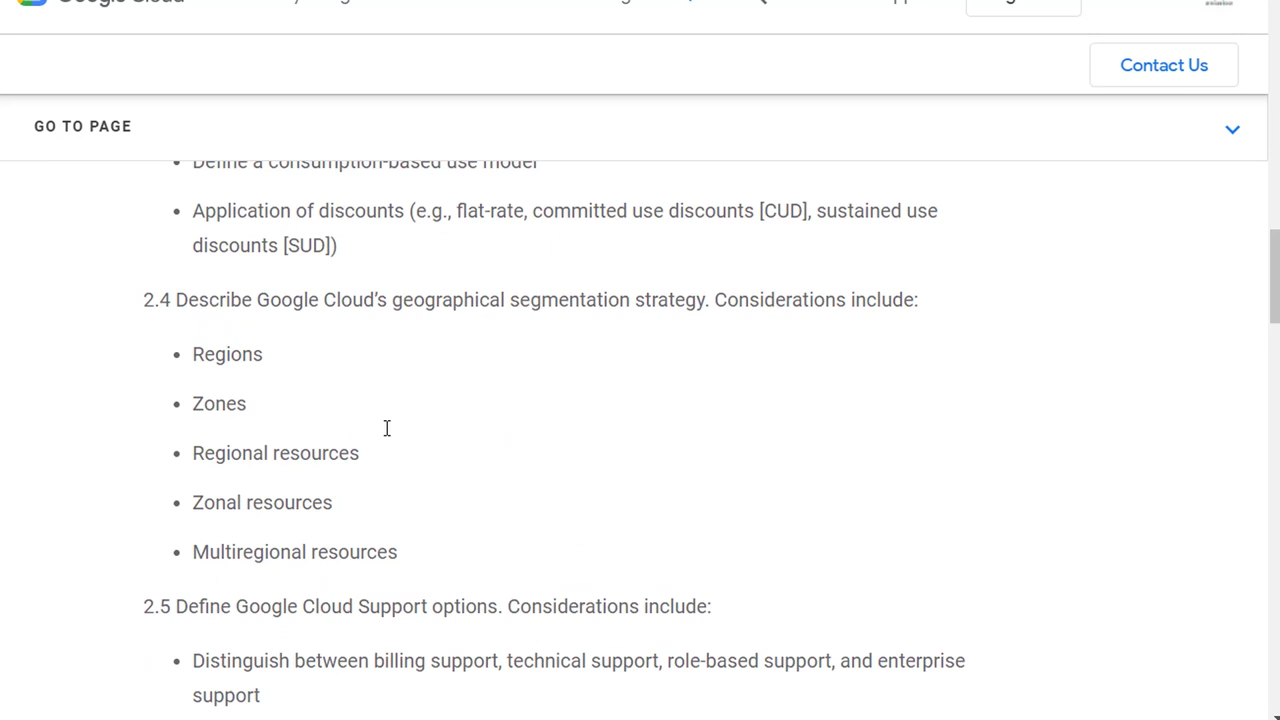 Google Cloud
Contact Us
GO TO PAGE
• Define a consumption-based use model
• Application of discounts (e.g., flat-rate, committed use discounts [CUD], sustained use
discounts [SUD])
2.4 Describe Google Cloud’s geographical segmentation strategy. Considerations include:
• Regions
• Zones
• Regional resources
• Zonal resources
• Multiregional resources
2.5 Define Google Cloud Support options. Considerations include:
• Distinguish between billing support, technical support, role-based support, and enterprise
support